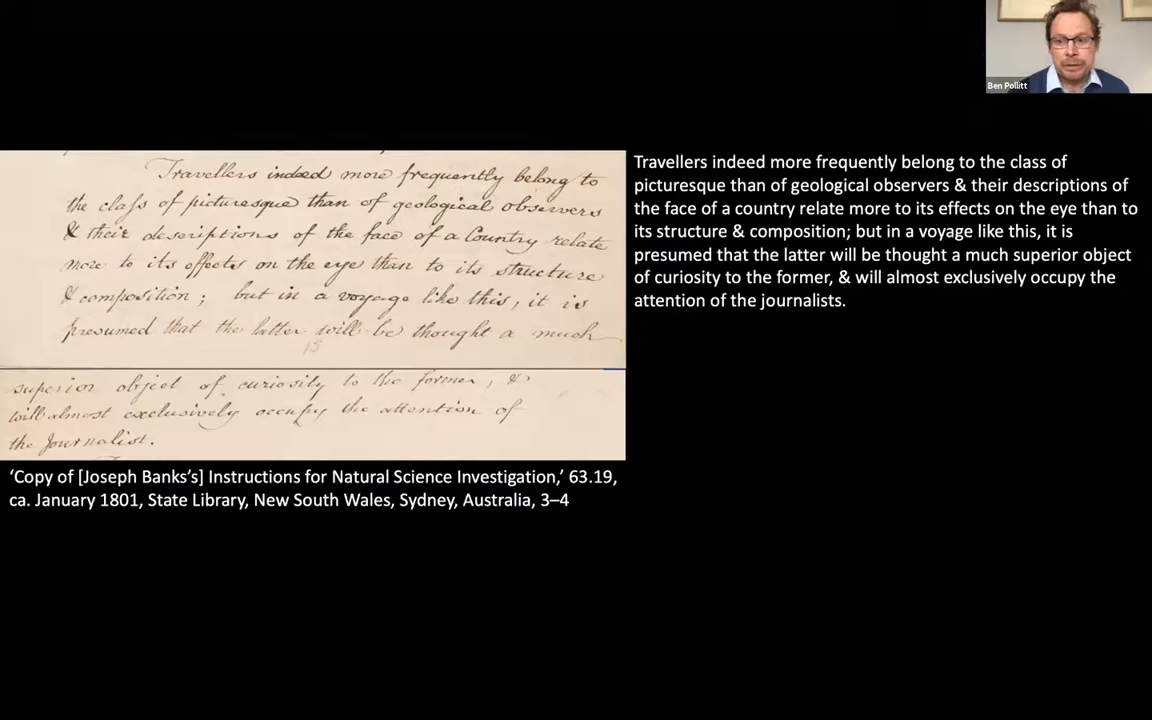 Ben Pollitt
Travellers indeed more frequently belong to
the class of picturesque than of geological observers
& their descriptions of the face of a Country relate
more to its effects on the eye than to its structure
& composition; but in a voyage like this, it is
presumed that the latter will be thought a much
15
superior object of curiosity to the former, &
will almost exclusively occupy the attention of
the Journalist.
‘Copy of [Joseph Banks’s] Instructions for Natural Science Investigation,’ 63.19,
ca. January 1801, State Library, New South Wales, Sydney, Australia, 3–4
Travellers indeed more frequently belong to the class of
picturesque than of geological observers & their descriptions of
the face of a country relate more to its effects on the eye than to
its structure & composition; but in a voyage like this, it is
presumed that the latter will be thought a much superior object
of curiosity to the former, & will almost exclusively occupy the
attention of the journalists.